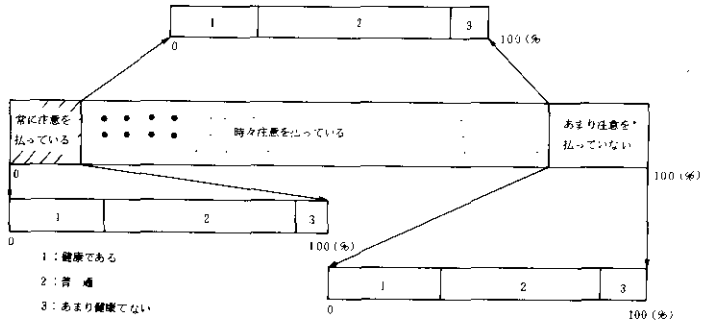 1 2 3
0 100 (%
常に注意を
払っている
時々注意を払っている
あまり注意を
払っていない
0 100 (%)
1 2 3
0 100 (%)
1：健康である
2：普 通
3：あまり健康でない
1 2 3
0 100 (%)